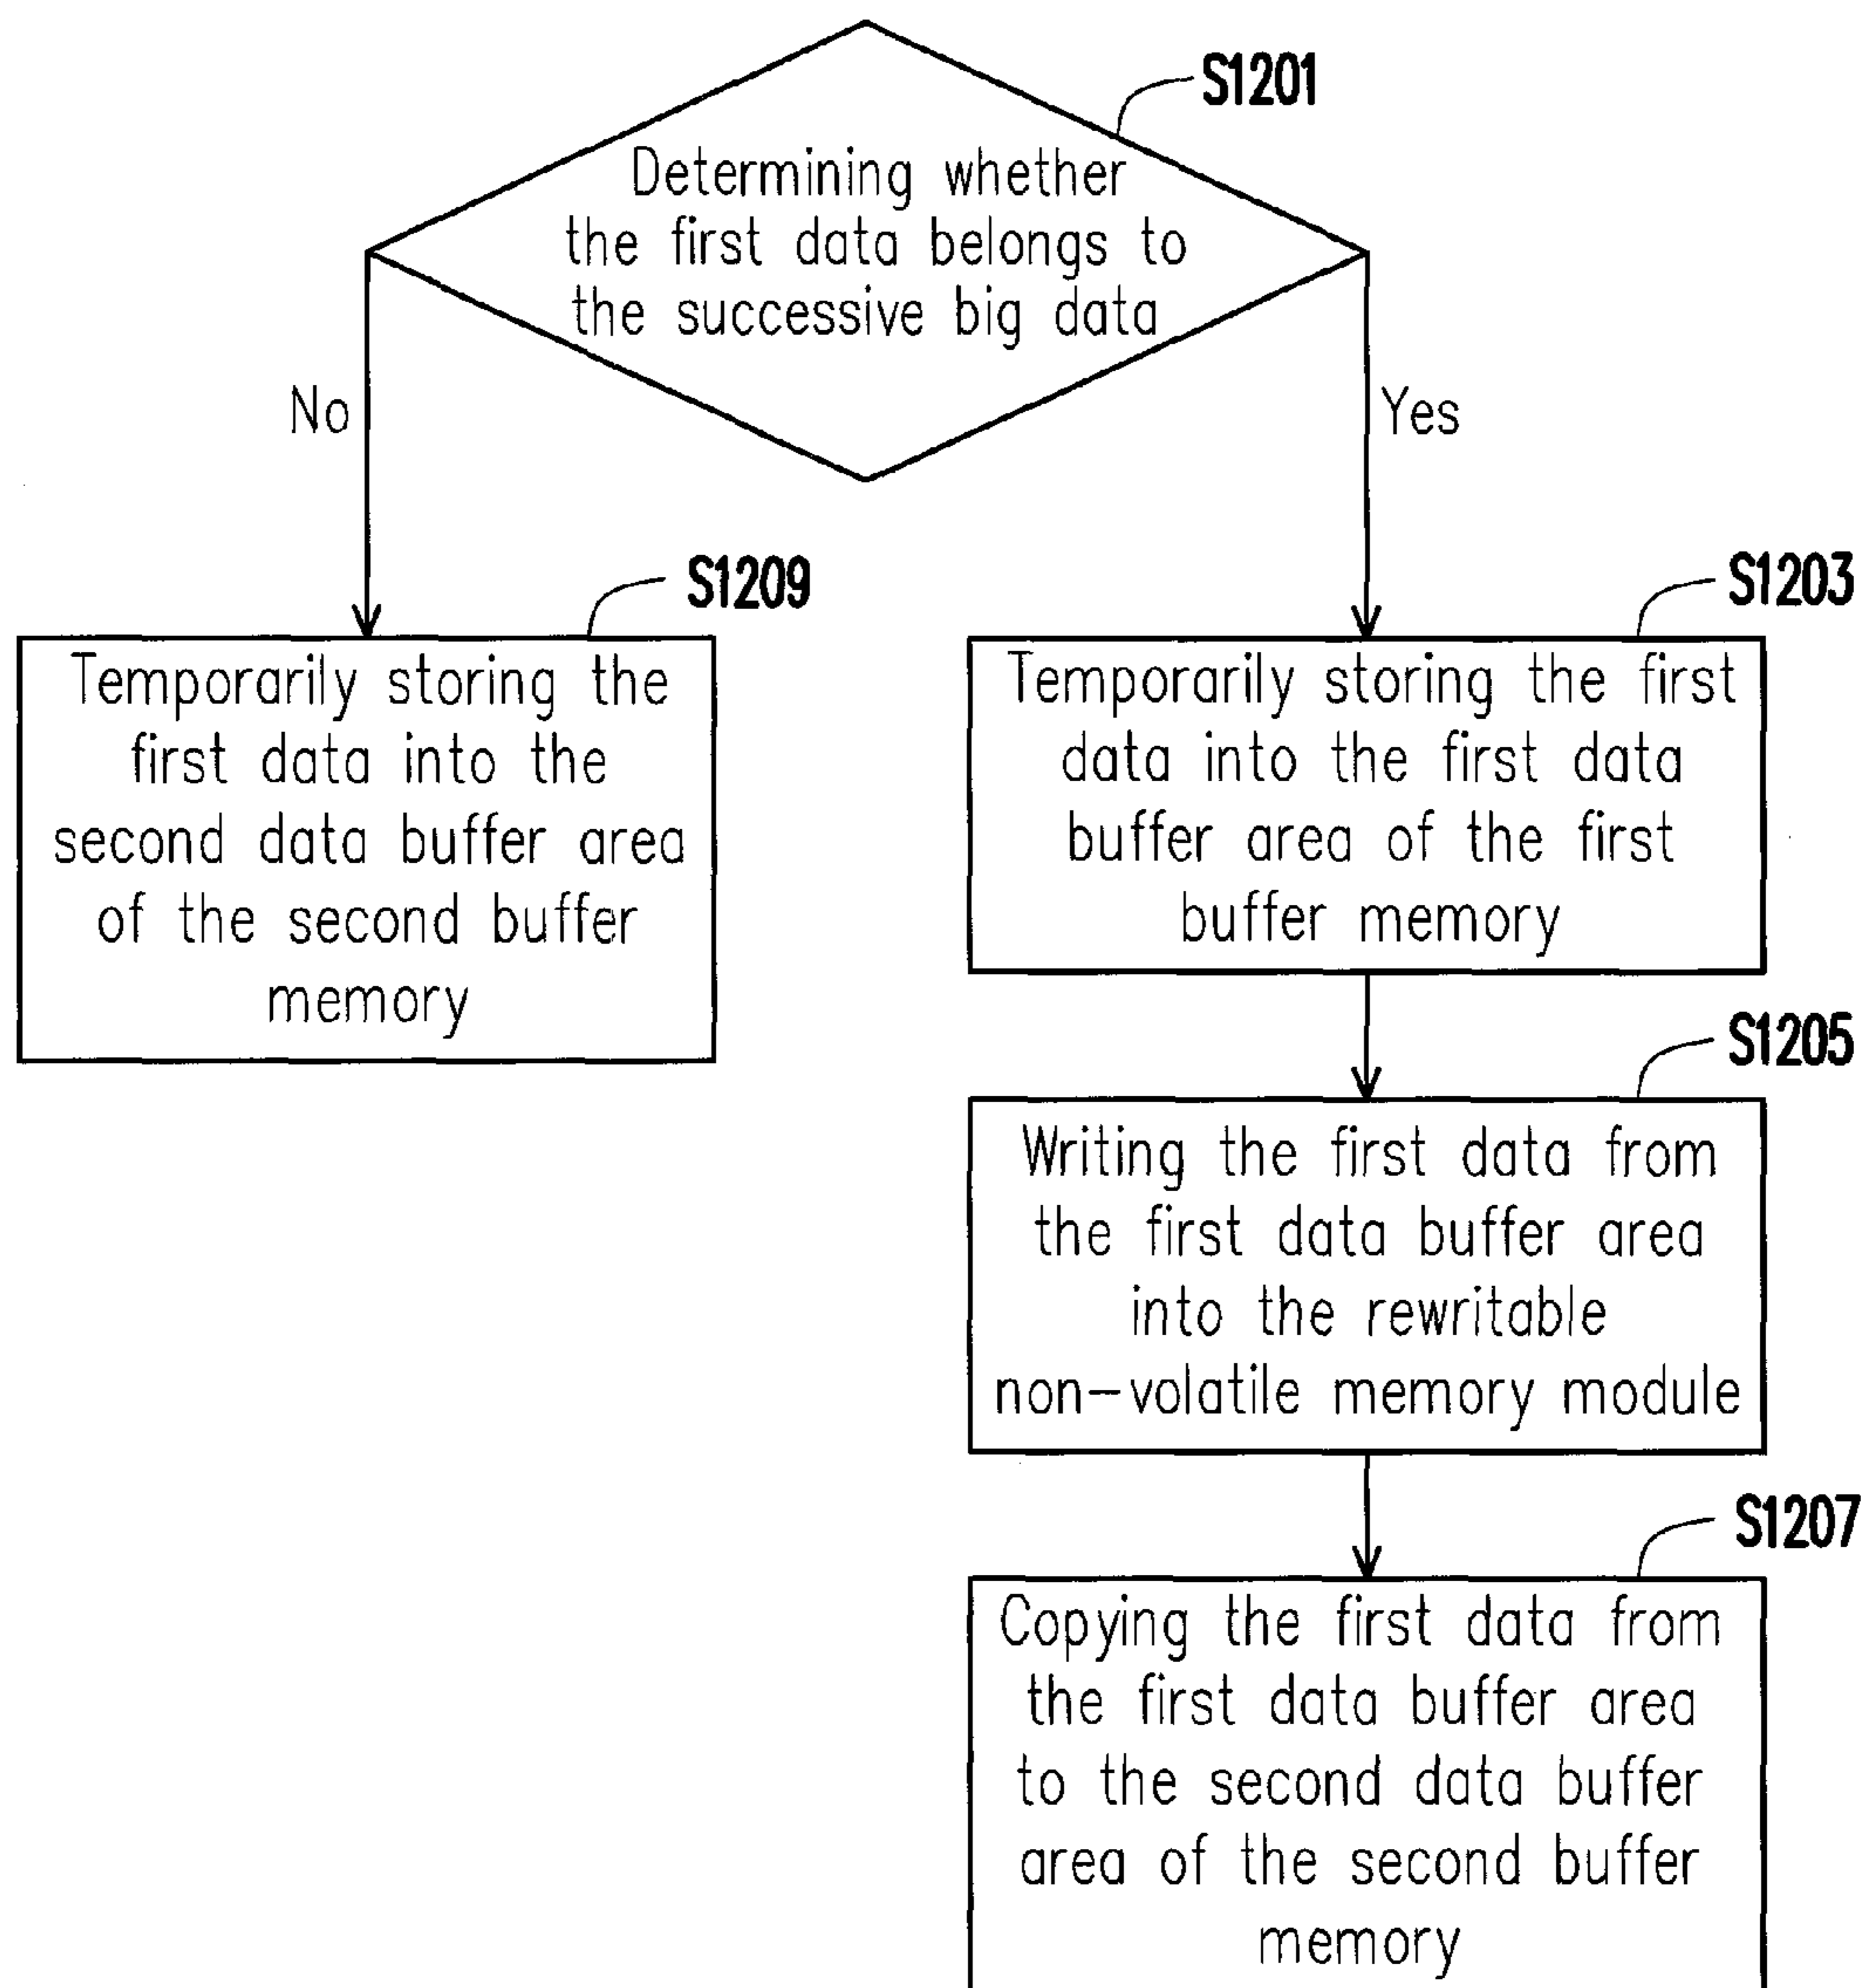 S1201
Determining whether
the first data belongs to
the successive big data
No
Yes
S1209
Temporarily storing the
first data into the
second data buffer area
of the second buffer
memory
S1203
Temporarily storing the first
data into the first data
buffer area of the first
buffer memory
S1205
Writing the first data from
the first data buffer area
into the rewritable
non-volatile memory module
S1207
Copying the first data from
the first data buffer area
to the second data buffer
area of the second buffer
memory